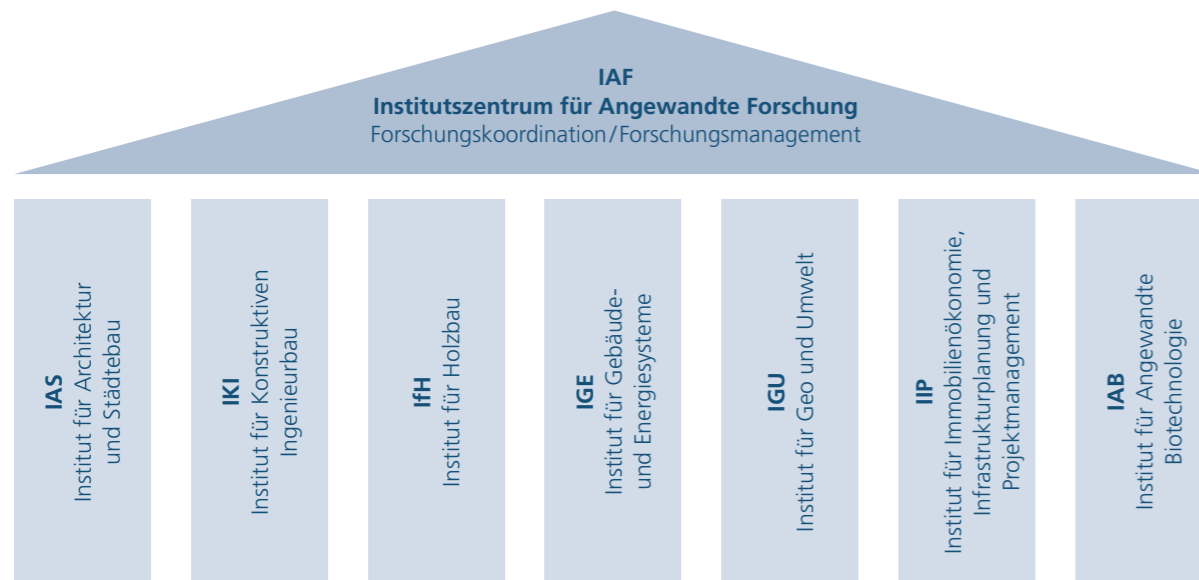 IAF
Institutszentrum für Angewandte Forschung
Forschungskoordination/Forschungsmanagement
IAS
Institut für Architektur
und Städtebau
IKI
Institut für Konstruktiven
Ingenieurbau
IfH
Institut für Holzbau
IGE
Institut für Gebäude-
und Energiesysteme
IGU
Institut für Geo und Umwelt
IIP
Institut für Immobilienökonomie,
Infrastrukturplanung und
Projektmanagement
IAB
Institut für Angewandte
Biotechnologie